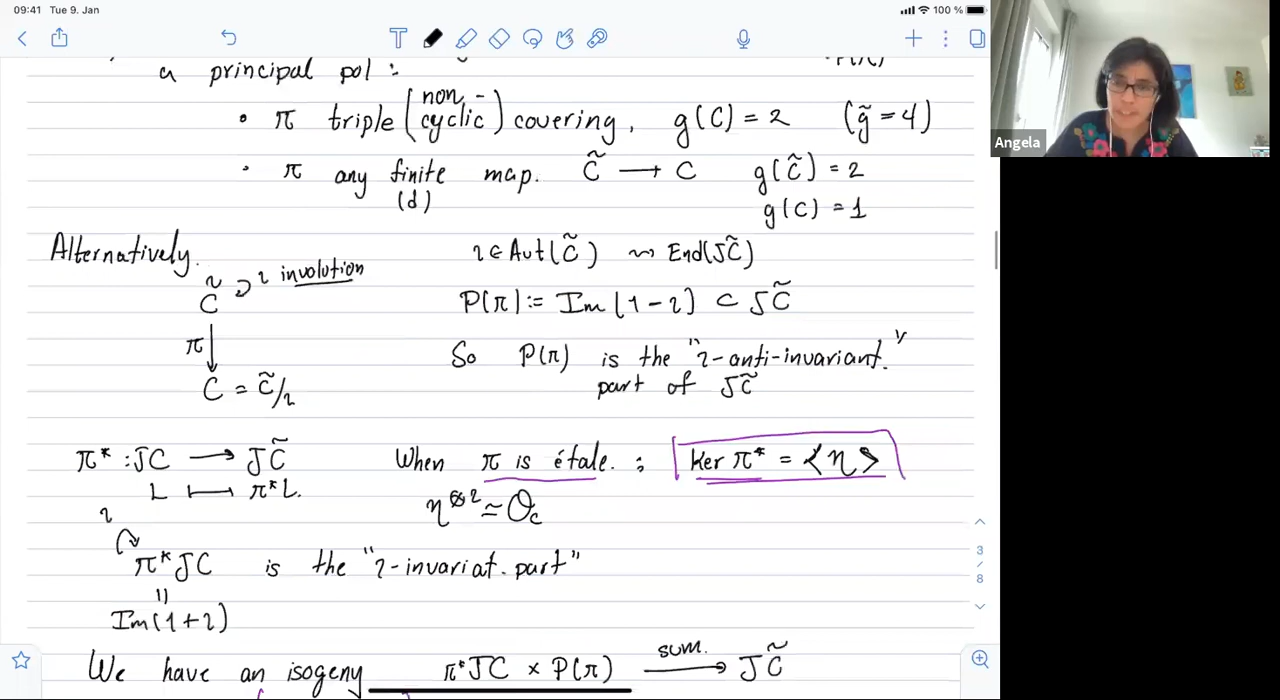 09:41 Tue 9. Jan
100 %
a principal pol :
• π triple (non-cyclic) covering, g(C) = 2 (g̃ = 4)
• π any finite map. C̃ → C g(C̃) = 2
(d)
g(C) = 1
Alternatively.
C̃ ↻ ι involution
π ↓
C = C̃/ι
ι ∈ Aut(C̃) ⇝ End(JC̃)
P(π) := Im (1 - ι) ⊂ JC̃
So P(π) is the "ι-anti-invariant."
part of JC̃
π* : JC → JC̃ When π is étale. : Ker π* = <η>
L ⟼ π*L. η^⊗2 ≃ O_C
ι
π*JC is the "ι-invariat. part"
||
Im(1+ι)
We have an isogeny π*JC × P(π) sum. → JC̃
Angela
3
/
8